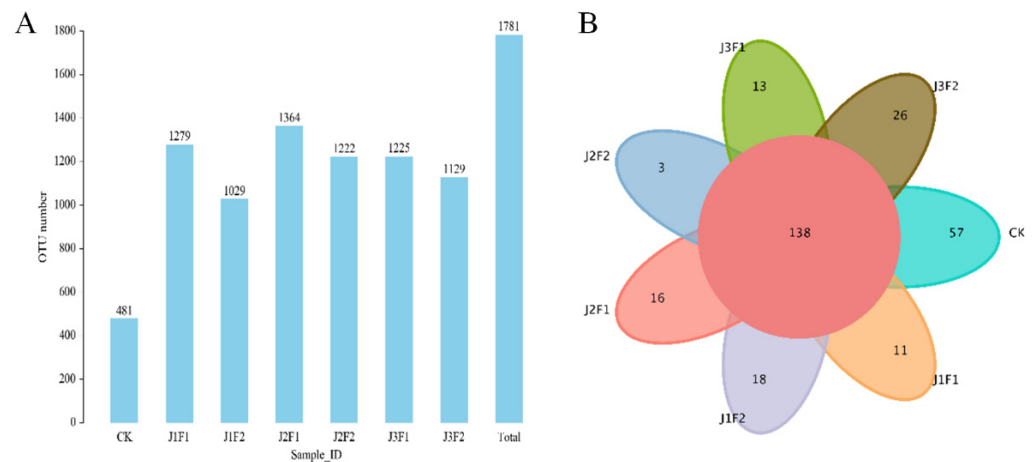 A
B
OTU number
1800
1600
1400
1200
1000
800
600
400
200
0
481
1279
1029
1364
1222
1225
1129
1781
CK J1F1 J1F2 J2F1 J2F2 J3F1 J3F2 Total
Sample_ID
J3F1
13
J3F2
26
J2F2
3
CK
57
138
J2F1
16
J1F1
11
J1F2
18